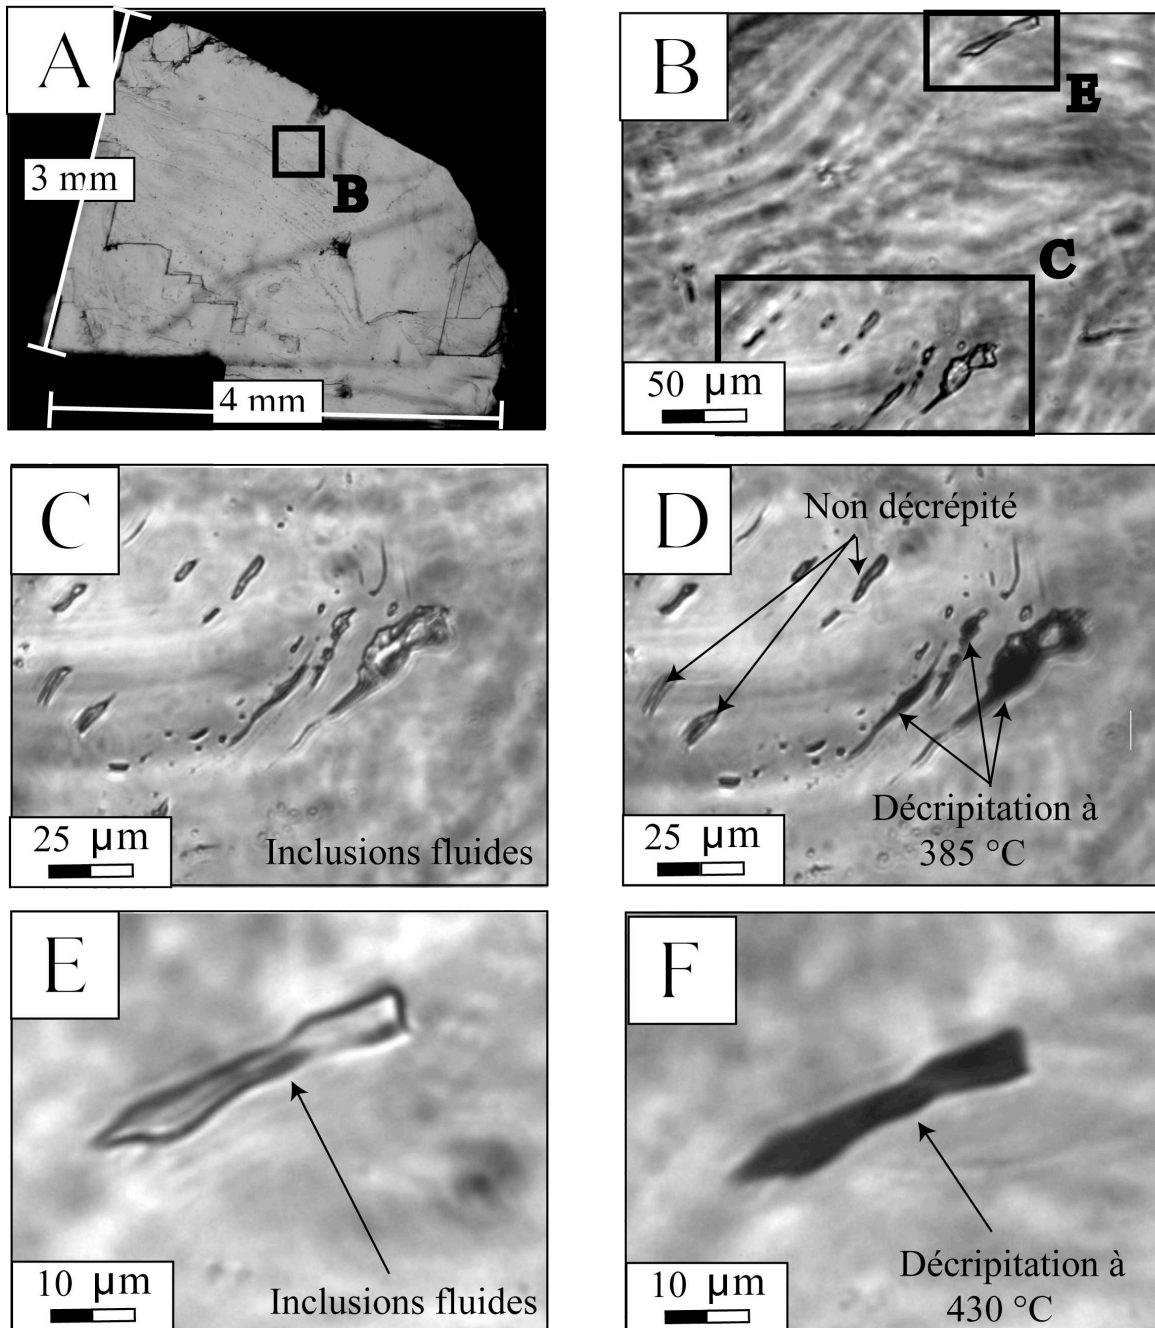 A
3 mm
B
4 mm
B
E
C
50 µm
C
25 µm
Inclusions fluides
D
Non décrépité
Décripitation à
385 °C
25 µm
E
10 µm
Inclusions fluides
F
Décripitation à
430 °C
10 µm